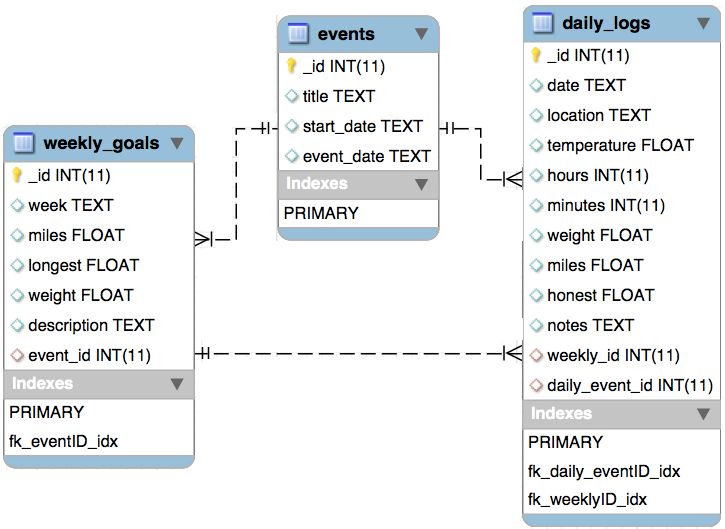 weekly_goals
_id INT(11)
week TEXT
miles FLOAT
longest FLOAT
weight FLOAT
description TEXT
event_id INT(11)
Indexes
PRIMARY
fk_eventID_idx
events
_id INT(11)
title TEXT
start_date TEXT
event_date TEXT
Indexes
PRIMARY
daily_logs
_id INT(11)
date TEXT
location TEXT
temperature FLOAT
hours INT(11)
minutes INT(11)
weight FLOAT
miles FLOAT
honest FLOAT
notes TEXT
weekly_id INT(11)
daily_event_id INT(11)
Indexes
PRIMARY
fk_daily_eventID_idx
fk_weeklyID_idx